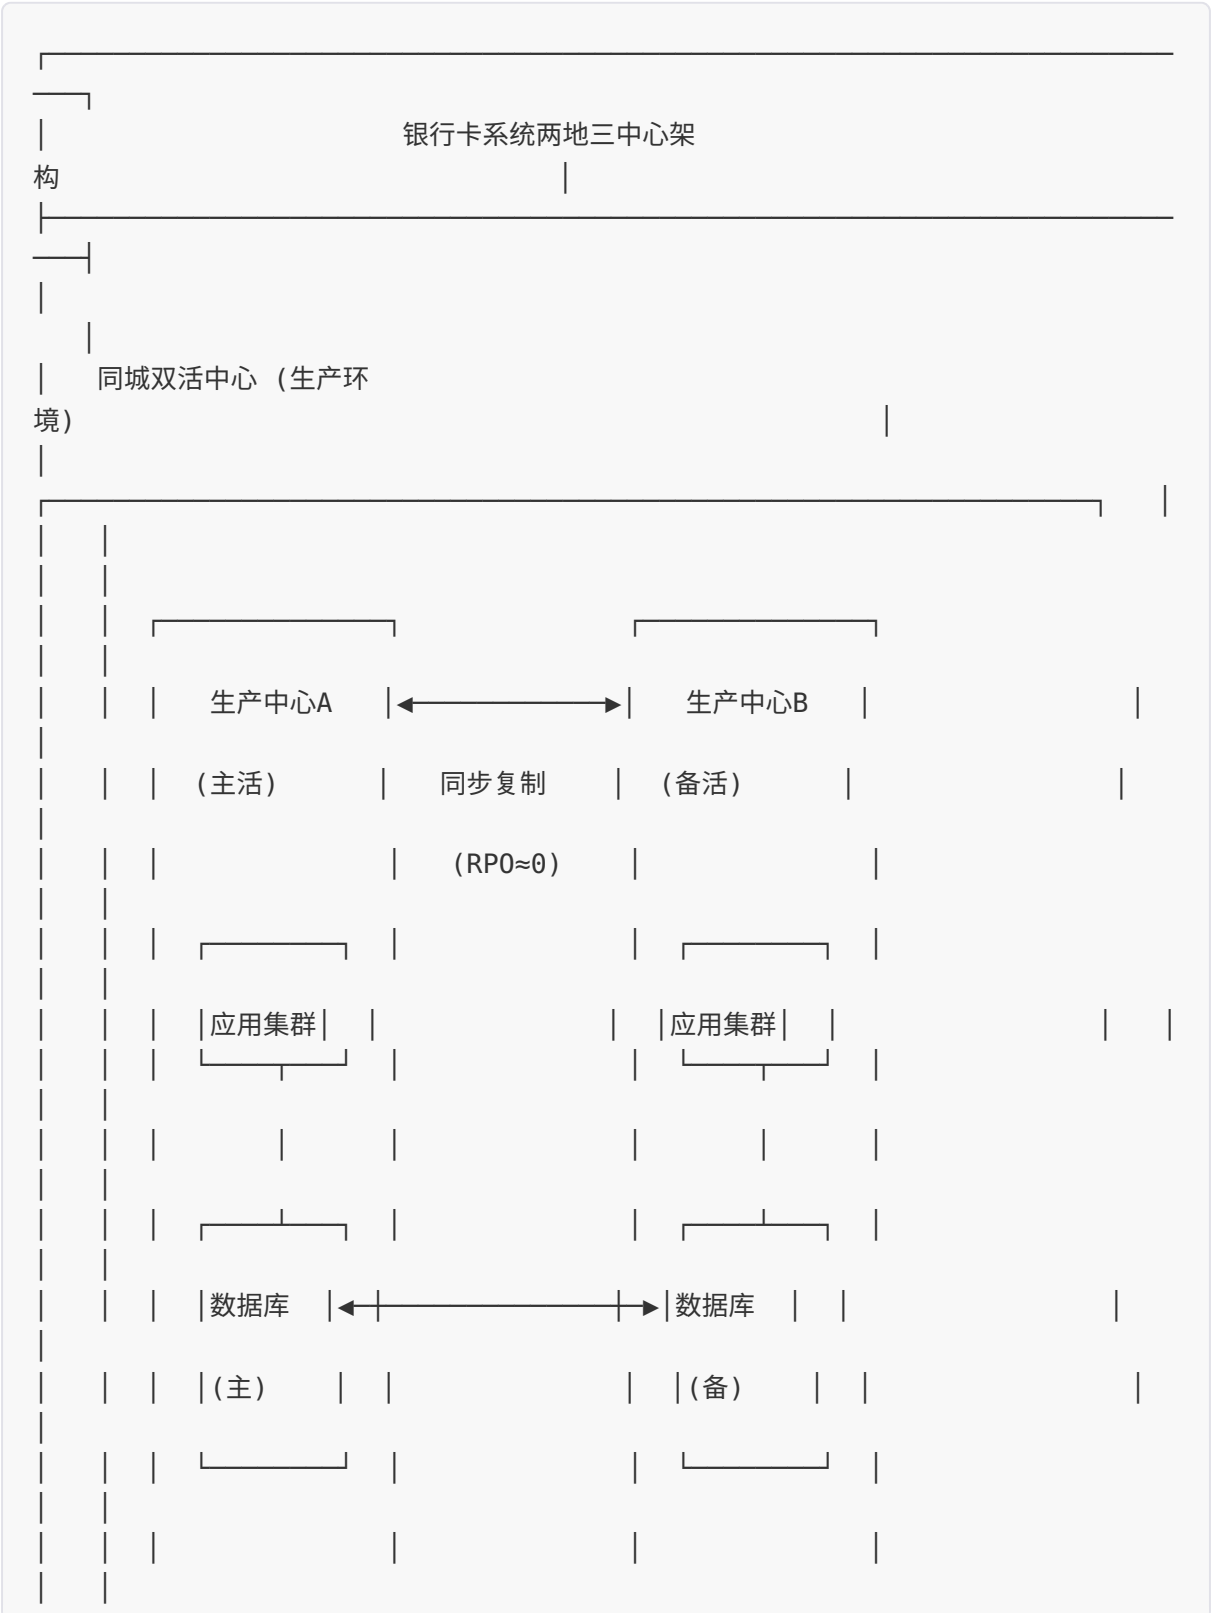 银行卡系统两地三中心架
构
同城双活中心 (生产环
境)
生产中心A 生产中心B
(主活) 同步复制 (备活)
(RPO≈0)
应用集群 应用集群
数据库 数据库
(主) (备)